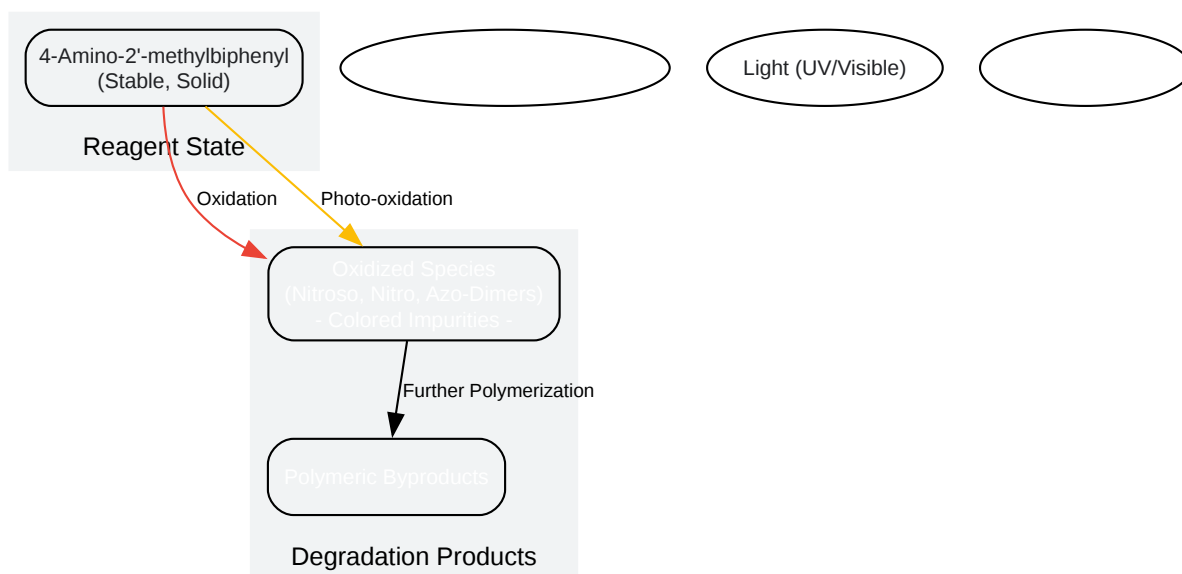 4-Amino-2'-methylbiphenyl
(Stable, Solid)
Light (UV/Visible)
Reagent State
Oxidation
Photo-oxidation
Oxidized Species
(Nitroso, Nitro, Azo-Dimers)
- Colored Impurities -
Further Polymerization
Polymeric Byproducts
Degradation Products